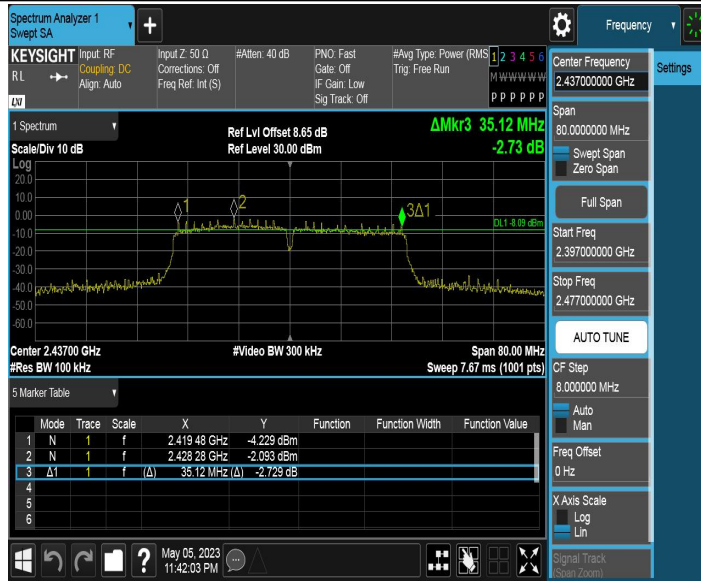 Spectrum Analyzer 1
Swept SA
+
Frequency
KEYSIGHT
RL
LXI
Input: RF
Coupling: DC
Align: Auto
Input Z: 50 Ω
Corrections: Off
Freq Ref: Int (S)
#Atten: 40 dB
PNO: Fast
Gate: Off
IF Gain: Low
Sig Track: Off
#Avg Type: Power (RMS
Trig: Free Run
1 2 3 4 5 6
M W W W W W
P P P P P P
1 Spectrum
Scale/Div 10 dB
Ref Lvl Offset 8.65 dB
Ref Level 30.00 dBm
ΔMkr3 35.12 MHz
-2.73 dB
Log
20.0
10.0
0.00
-10.0
-20.0
-30.0
-40.0
-50.0
-60.0
1
2
3Δ1
DL1 -8.09 dBm
Center 2.43700 GHz
#Res BW 100 kHz
#Video BW 300 kHz
Span 80.00 MHz
Sweep 7.67 ms (1001 pts)
5 Marker Table
Mode Trace Scale X Y Function Function Width Function Value
1 N 1 f 2.419 48 GHz -4.229 dBm
2 N 1 f 2.428 28 GHz -2.093 dBm
3 Δ1 1 f (Δ) 35.12 MHz (Δ) -2.729 dB
4
5
6
?
May 05, 2023
11:42:03 PM
Center Frequency
2.437000000 GHz
Settings
Span
80.0000000 MHz
Swept Span
Zero Span
Full Span
Start Freq
2.397000000 GHz
Stop Freq
2.477000000 GHz
AUTO TUNE
CF Step
8.000000 MHz
Auto
Man
Freq Offset
0 Hz
X Axis Scale
Log
Lin
Signal Track
(Span Zoom)